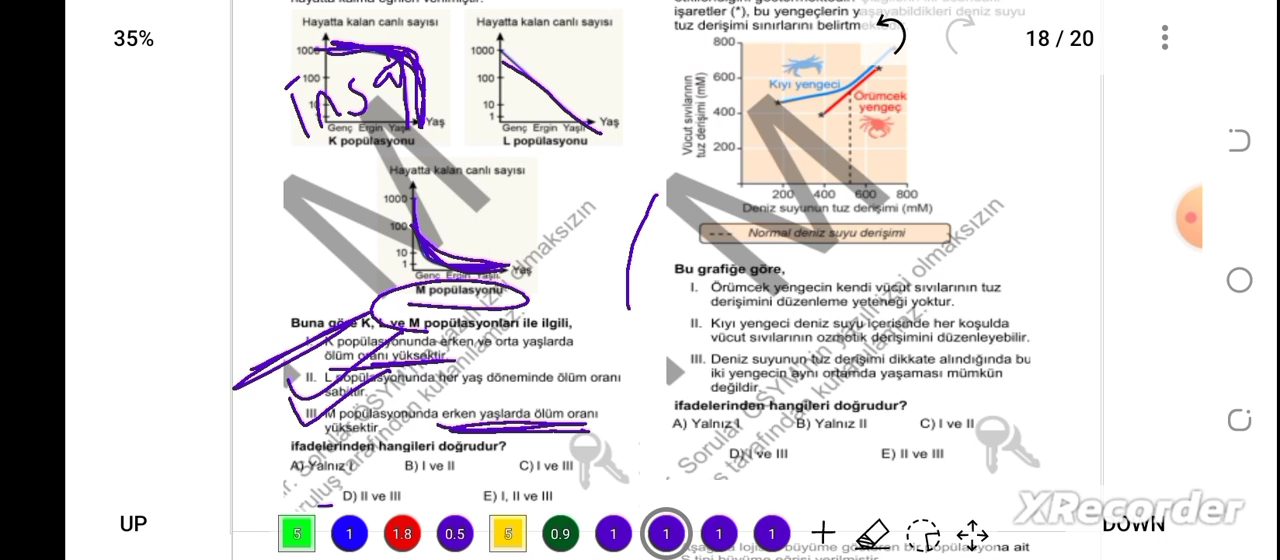 35%
18 / 20
Hayatta kalan canlı sayısı
1000
100
10
1
Genç Ergin Yaşlı
Yaş
K popülasyonu
ins
Hayatta kalan canlı sayısı
1000
100
10
1
Genç Ergin Yaşlı
Yaş
L popülasyonu
Hayatta kalan canlı sayısı
1000
100
10
1
Genç Ergin Yaşlı
Yaş
M popülasyonu
Buna göre K, L ve M popülasyonları ile ilgili,
I. K popülasyonunda erken ve orta yaşlarda
ölüm oranı yüksektir.
II. L popülasyonunda her yaş döneminde ölüm oranı
sabittir.
III. M popülasyonunda erken yaşlarda ölüm oranı
yüksektir.
ifadelerinden hangileri doğrudur?
A) Yalnız I B) I ve II C) I ve III
D) II ve III E) I, II ve III
işaretler (*), bu yengeçlerin yaşayabildikleri deniz suyu
tuz derişimi sınırlarını
Vücut sıvılarının
tuz derişimi (mM)
800
600
400
200
Kıyı yengeci
Örümcek
yengeç
200 400 600 800
Deniz suyunun tuz derişimi (mM)
Normal deniz suyu derişimi
Bu grafiğe göre,
I. Örümcek yengecin kendi vücut sıvılarının tuz
derişimini düzenleme yeteneği yoktur.
II. Kıyı yengeci deniz suyu içerisinde her koşulda
vücut sıvılarının ozmotik derişimini düzenleyebilir.
III. Deniz suyunun tuz derişimi dikkate alındığında bu
iki yengecin aynı ortamda yaşaması mümkün
değildir.
ifadelerinden hangileri doğrudur?
A) Yalnız I B) Yalnız II C) I ve II
D) I ve III E) II ve III
UP
5
1
1.8
0.5
5
0.9
1
1
1
1
XRecorder
DOWN